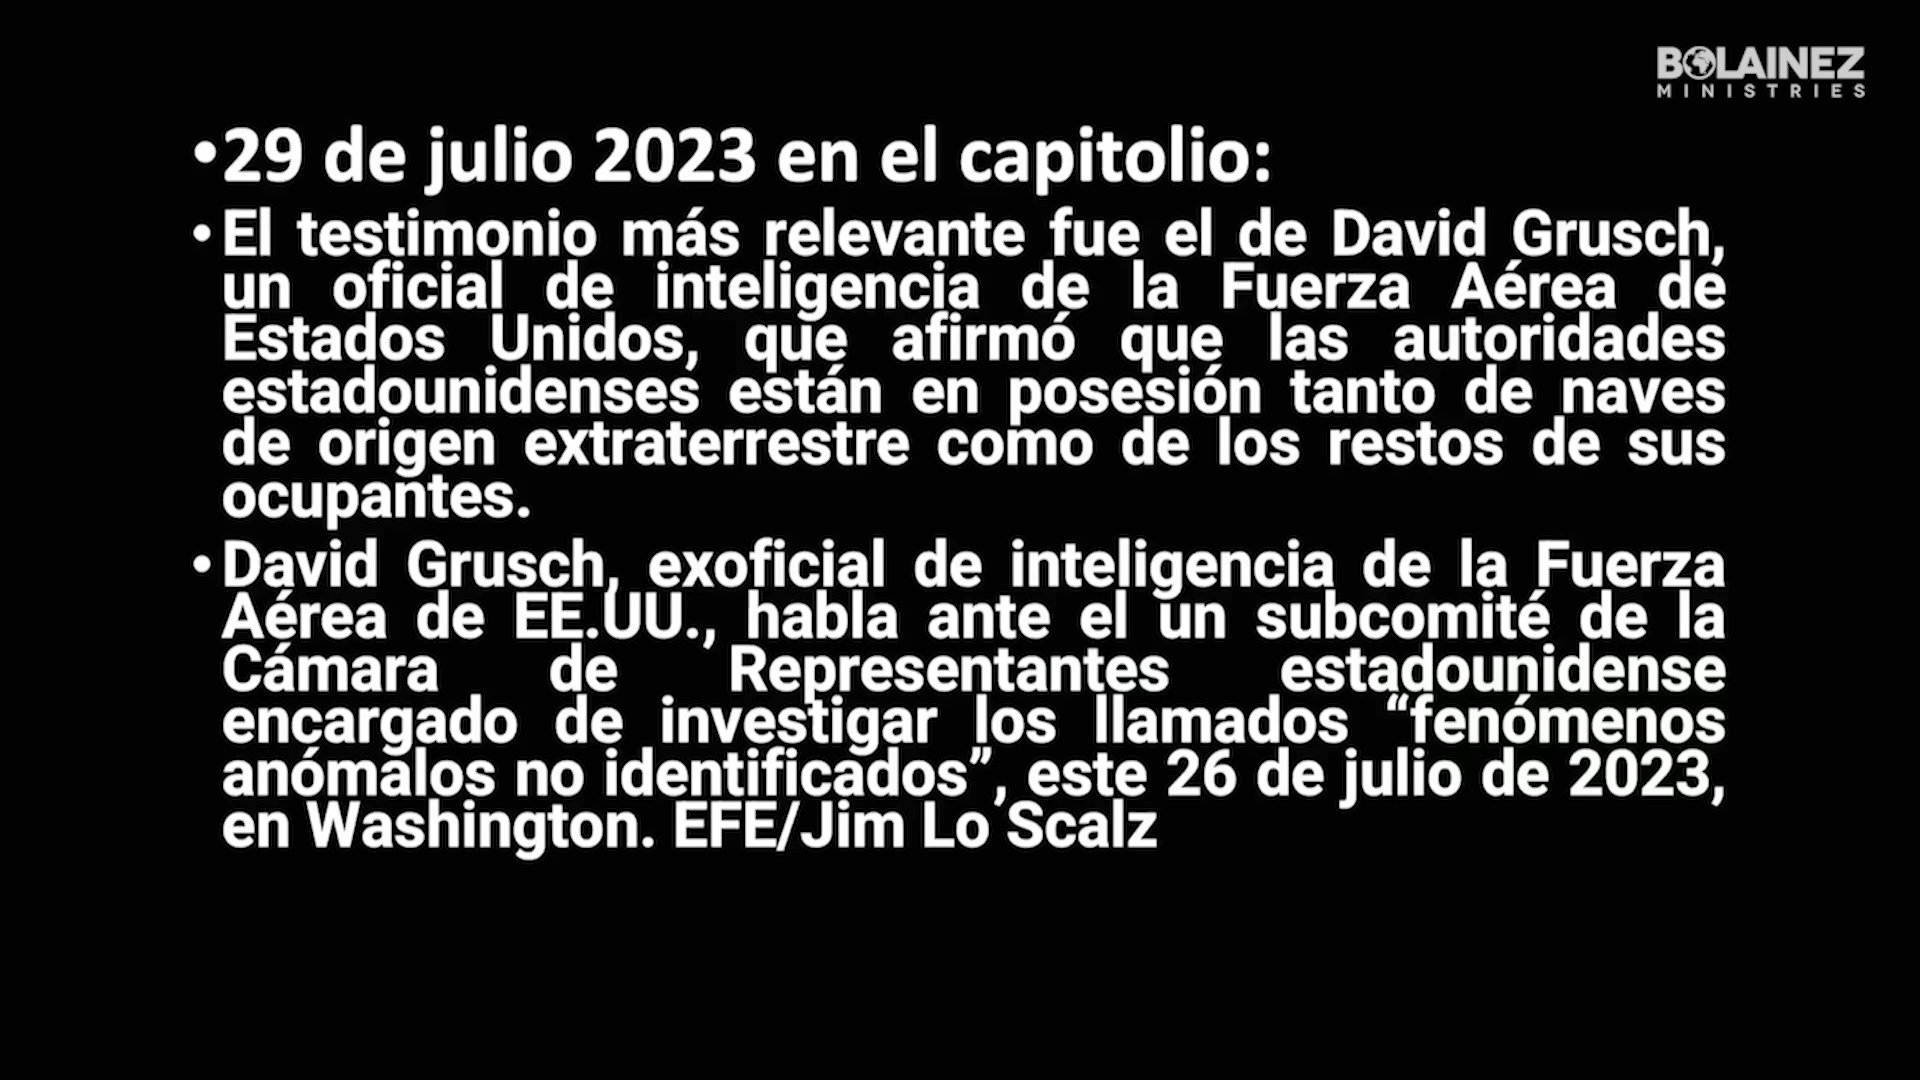 BOLAINEZ
MINISTRIES
•29 de julio 2023 en el capitolio:
•El testimonio más relevante fue el de David Grusch,
un oficial de inteligencia de la Fuerza Aérea de
Estados Unidos, que afirmó que las autoridades
estadounidenses están en posesión tanto de naves
de origen extraterrestre como de los restos de sus
ocupantes.
•David Grusch, exoficial de inteligencia de la Fuerza
Aérea de EE.UU., habla ante el un subcomité de la
Cámara de Representantes estadounidense
encargado de investigar los llamados “fenómenos
anómalos no identificados”, este 26 de julio de 2023,
en Washington. EFE/Jim Lo Scalz